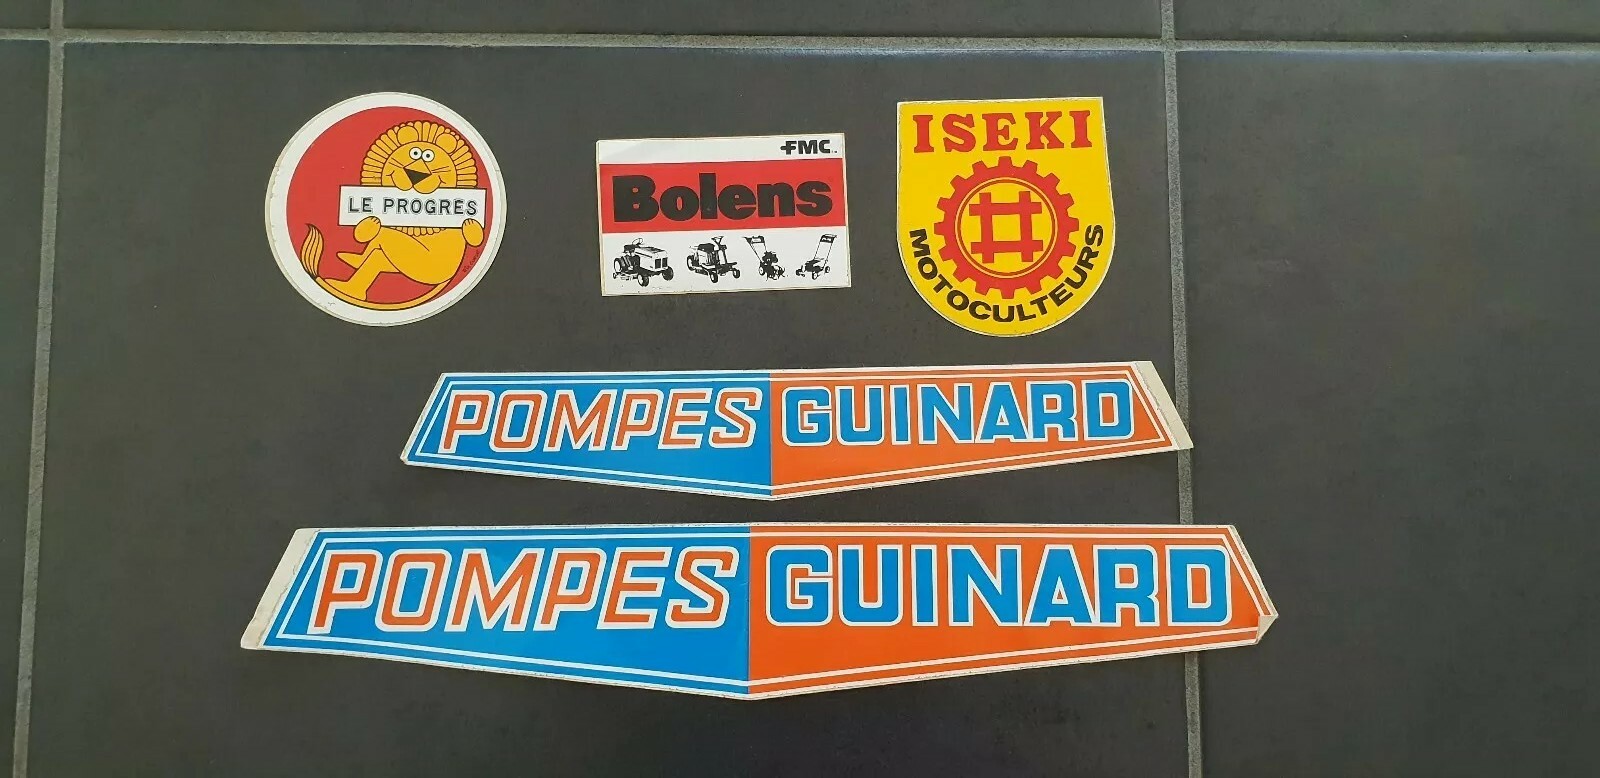 LE PROGRES
FMC
Bolens
ISEKI
MOTOCULTEURS
POMPES GUINARD
POMPES GUINARD